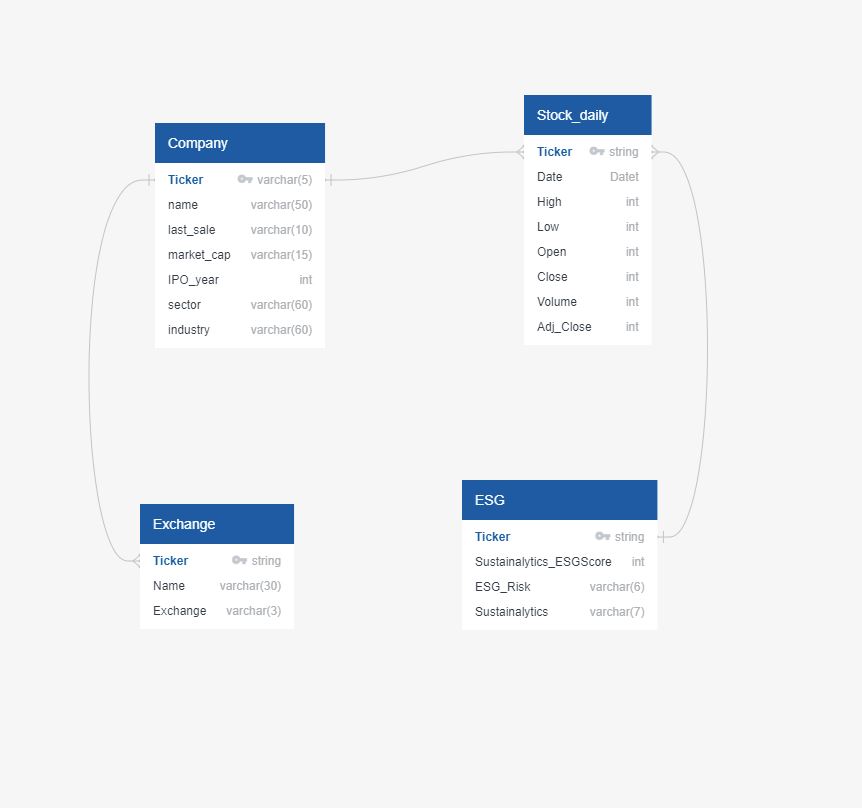 Company
Ticker varchar(5)
name varchar(50)
last_sale varchar(10)
market_cap varchar(15)
IPO_year int
sector varchar(60)
industry varchar(60)
Stock_daily
Ticker string
Date Datet
High int
Low int
Open int
Close int
Volume int
Adj_Close int
Exchange
Ticker string
Name varchar(30)
Exchange varchar(3)
ESG
Ticker string
Sustainalytics_ESGScore int
ESG_Risk varchar(6)
Sustainalytics varchar(7)